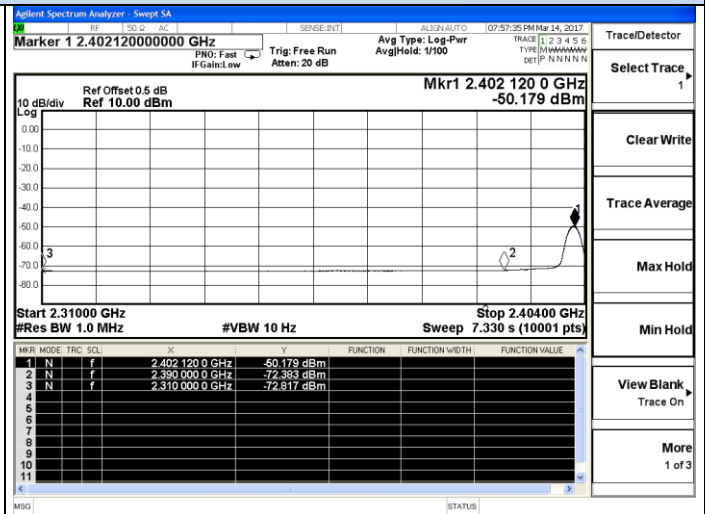 Agilent Spectrum Analyzer - Swept SA
RF 50 Ω AC SENSE:INT ALIGN AUTO 07:57:35 PM Mar 14, 2017
Marker 1 2.402120000000 GHz
PNO: Fast
IFGain:Low
Trig: Free Run
Atten: 20 dB
Avg Type: Log-Pwr
Avg|Hold: 1/100
TRACE 1 2 3 4 5 6
TYPE M
DET P N N N N N
Trace/Detector
Ref Offset 0.5 dB
10 dB/div Ref 10.00 dBm
Log
Mkr1 2.402 120 0 GHz
-50.179 dBm
0.00
-10.0
-20.0
-30.0
-40.0
-50.0
-60.0
-70.0
-80.0
1
2
3
Start 2.31000 GHz Stop 2.40400 GHz
#Res BW 1.0 MHz #VBW 10 Hz Sweep 7.330 s (10001 pts)
MKR MODE TRC SCL X Y FUNCTION FUNCTION WIDTH FUNCTION VALUE
1 N f 2.402 120 0 GHz -50.179 dBm
2 N f 2.390 000 0 GHz -72.383 dBm
3 N f 2.310 000 0 GHz -72.817 dBm
4
5
6
7
8
9
10
11
MSG STATUS
Select Trace
1
Clear Write
Trace Average
Max Hold
Min Hold
View Blank
Trace On
More
1 of 3